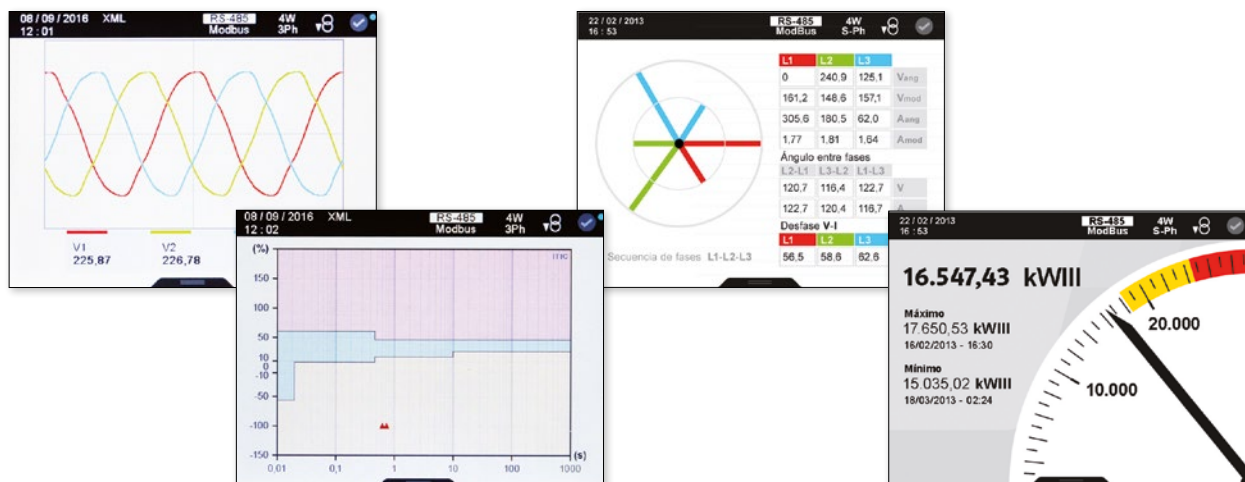 08 / 09 / 2016 XML RS-485 4W
12 : 01 Modbus 3Ph
V1 V2
225,87 226,78
08 / 09 / 2016 XML RS-485 4W
12 : 02 Modbus 3Ph
(%) ITIC
150
100
50
10
0
-10
-50
-100
-150 (s)
0,01 0,1 1 10 100 1000
22 / 02 / 2013 RS-485 4W
16 : 53 ModBus S-Ph
L1 L2 L3
0 240,9 125,1 Vang
161,2 148,6 157,1 Vmod
305,6 180,5 62,0 Aang
1,77 1,81 1,64 Amod
Ángulo entre fases
L2-L1 L3-L2 L1-L3
120,7 116,4 122,7 V
122,7 120,4 116,7 A
Desfase V-I
L1 L2 L3
Secuencia de fases L1-L2-L3 56,5 58,6 62,6
22 / 02 / 2013 RS-485 4W
16 : 53 ModBus S-Ph
16.547,43 kWIII
Máximo
17.650,53 kWIII
16/02/2013 - 16:30
Mínimo
15.035,02 kWIII
18/03/2013 - 02:24
20.000
10.000